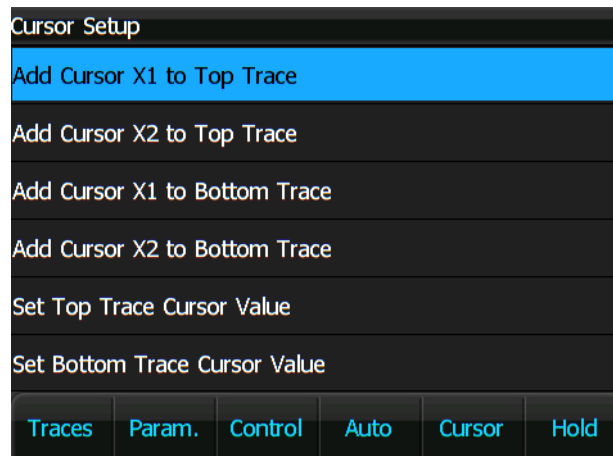 Cursor Setup
Add Cursor X1 to Top Trace
Add Cursor X2 to Top Trace
Add Cursor X1 to Bottom Trace
Add Cursor X2 to Bottom Trace
Set Top Trace Cursor Value
Set Bottom Trace Cursor Value
Traces Param. Control Auto Cursor Hold